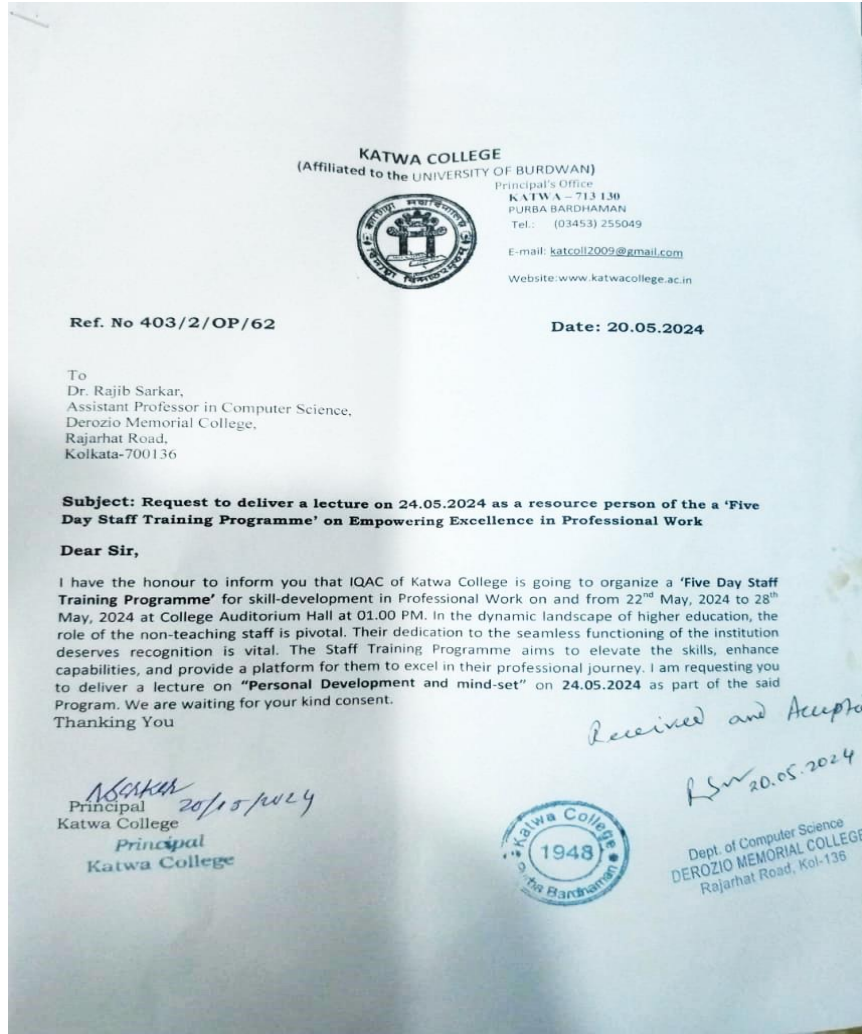 KATWA COLLEGE
(Affiliated to the UNIVERSITY OF BURDWAN)
Principal's Office
KATWA – 713 130
PURBA BARDHAMAN
Tel.: (03453) 255049
E-mail: katcoll2009@gmail.com
Website:www.katwacollege.ac.in
Ref. No 403/2/OP/62
Date: 20.05.2024
To
Dr. Rajib Sarkar,
Assistant Professor in Computer Science,
Derozio Memorial College,
Rajarhat Road,
Kolkata-700136
Subject: Request to deliver a lecture on 24.05.2024 as a resource person of the a 'Five
Day Staff Training Programme' on Empowering Excellence in Professional Work
Dear Sir,
I have the honour to inform you that IQAC of Katwa College is going to organize a 'Five Day Staff
Training Programme' for skill-development in Professional Work on and from 22nd May, 2024 to 28th
May, 2024 at College Auditorium Hall at 01.00 PM. In the dynamic landscape of higher education, the
role of the non-teaching staff is pivotal. Their dedication to the seamless functioning of the institution
deserves recognition is vital. The Staff Training Programme aims to elevate the skills, enhance
capabilities, and provide a platform for them to excel in their professional journey. I am requesting you
to deliver a lecture on "Personal Development and mind-set" on 24.05.2024 as part of the said
Program. We are waiting for your kind consent.
Thanking You
Received and Accepte
20.05.2024
Principal
Katwa College
Principal
Katwa College
Katwa College
1948
Bardhaman
Dept. of Computer Science
DEROZIO MEMORIAL COLLEGE
Rajarhat Road, Kol-136